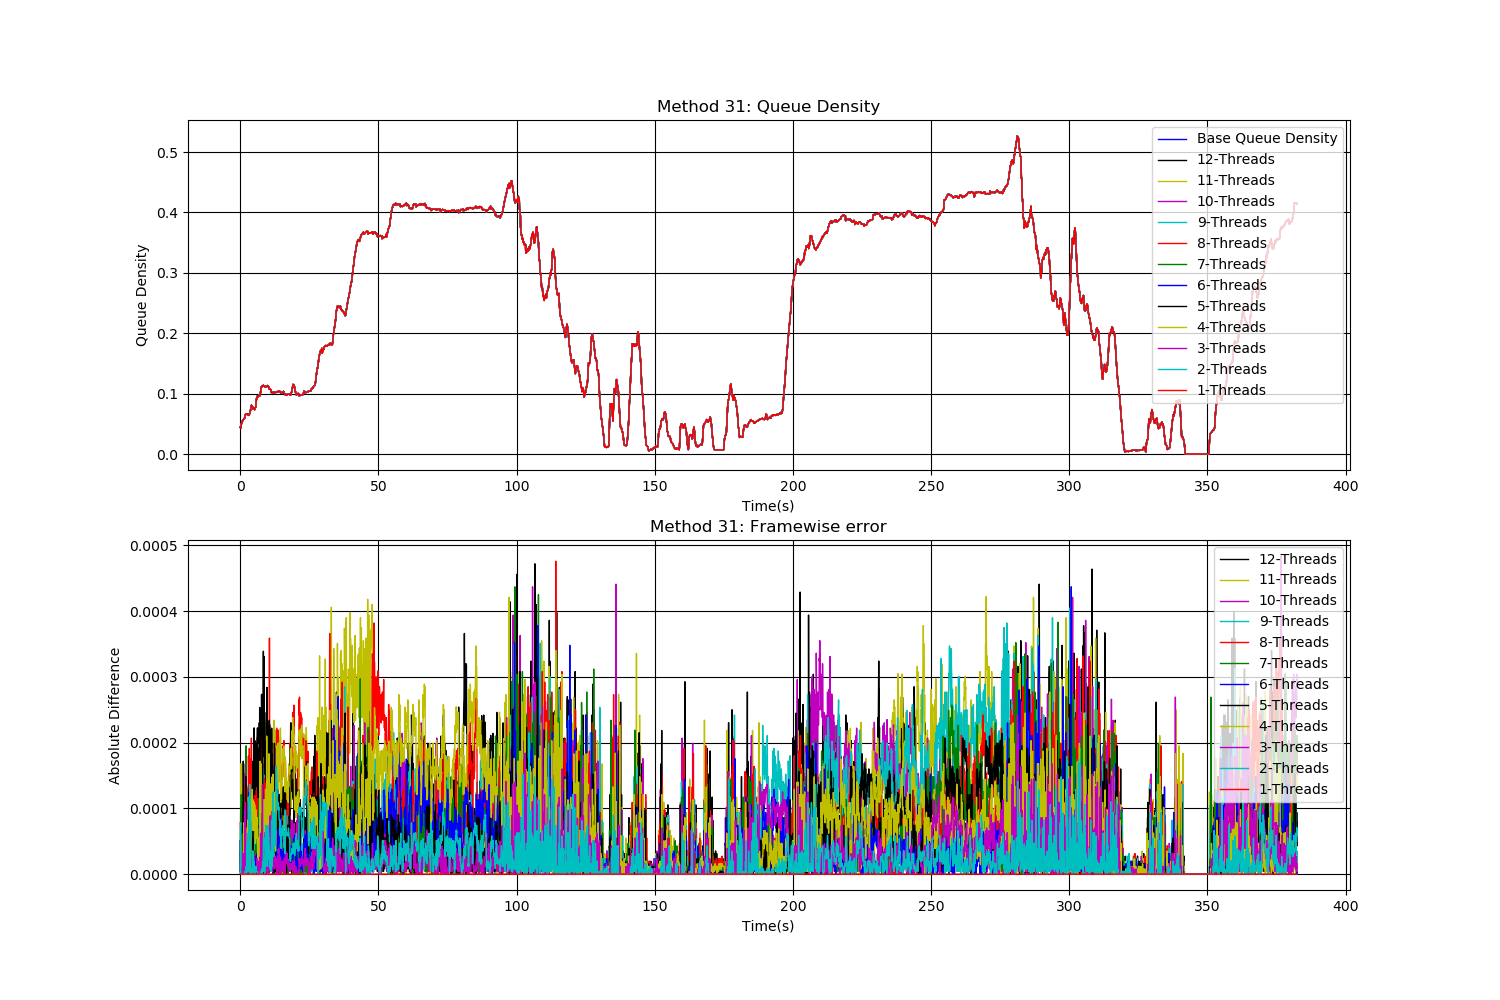 Method 31: Queue Density
Queue Density
0.5
0.4
0.3
0.2
0.1
0.0
Base Queue Density
12-Threads
11-Threads
10-Threads
9-Threads
8-Threads
7-Threads
6-Threads
5-Threads
4-Threads
3-Threads
2-Threads
1-Threads
0 50 100 150 200 250 300 350 400
Time(s)
Method 31: Framewise error
Absolute Difference
0.0005
0.0004
0.0003
0.0002
0.0001
0.0000
12-Threads
11-Threads
10-Threads
9-Threads
8-Threads
7-Threads
6-Threads
5-Threads
4-Threads
3-Threads
2-Threads
1-Threads
0 50 100 150 200 250 300 350 400
Time(s)